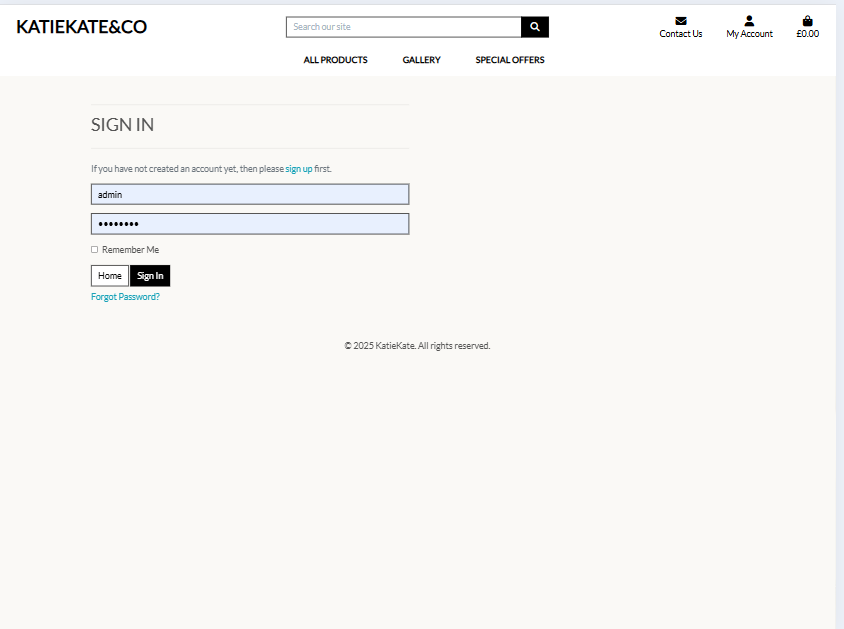 KATIEKATE&CO
Search our site
Contact Us
My Account
£0.00
ALL PRODUCTS GALLERY SPECIAL OFFERS
SIGN IN
If you have not created an account yet, then please sign up first.
admin
••••••••
Remember Me
Home Sign In
Forgot Password?
© 2025 KatieKate. All rights reserved.